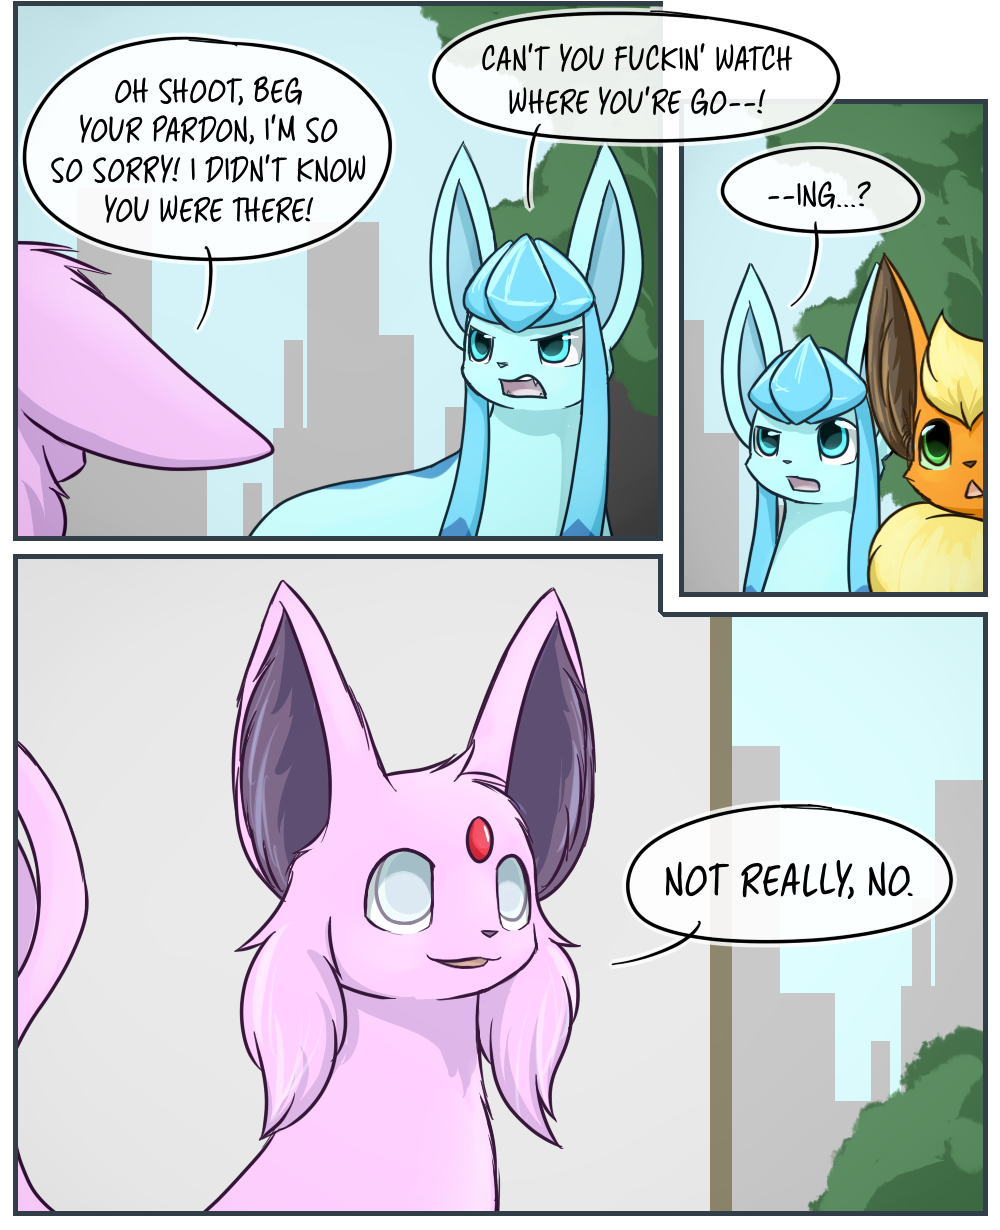 OH SHOOT, BEG
YOUR PARDON, I'M SO
SO SORRY! I DIDN'T KNOW
YOU WERE THERE!
CAN'T YOU FUCKIN' WATCH
WHERE YOU'RE GO--!
--ING...?
NOT REALLY, NO.